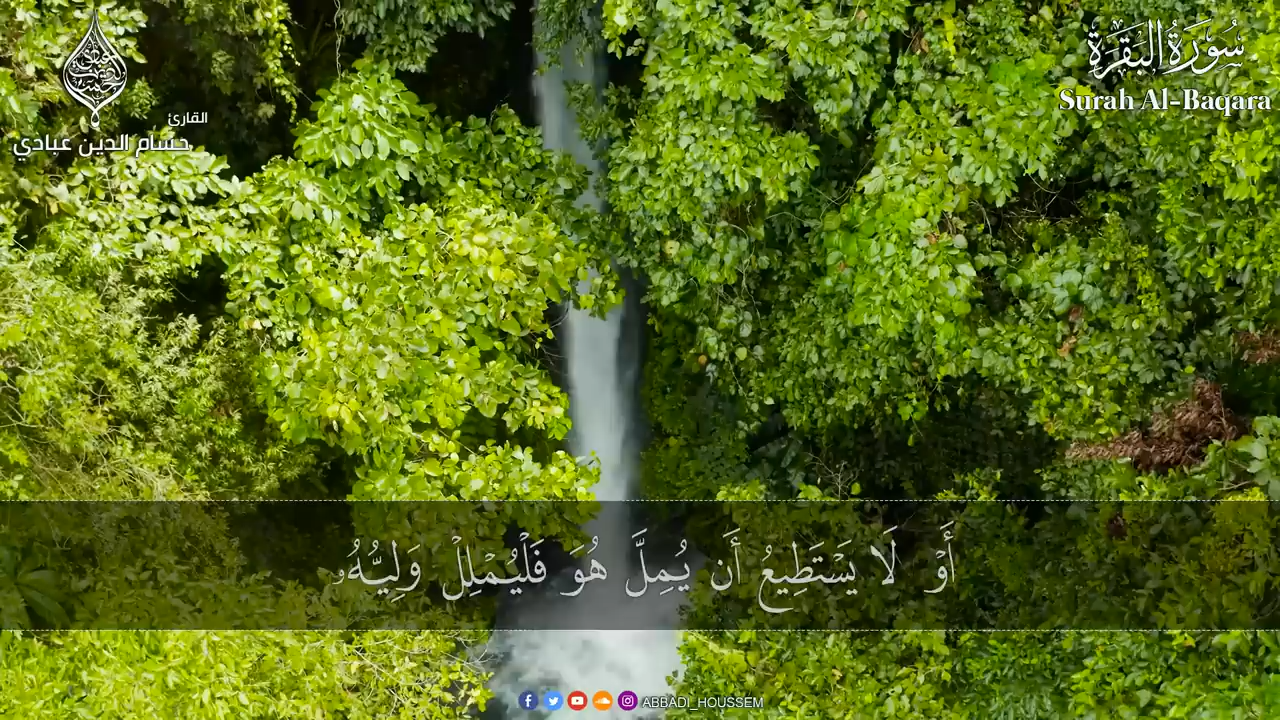 سُورَةُ البَقَرَة
Surah Al-Baqara
القارئ
حسام الدين عبادي
أَوْ لَا يَسْتَطِيعُ أَن يُمِلَّ هُوَ فَلْيُمْلِلْ وَلِيُّهُۥ
ABBADI_HOUSSEM